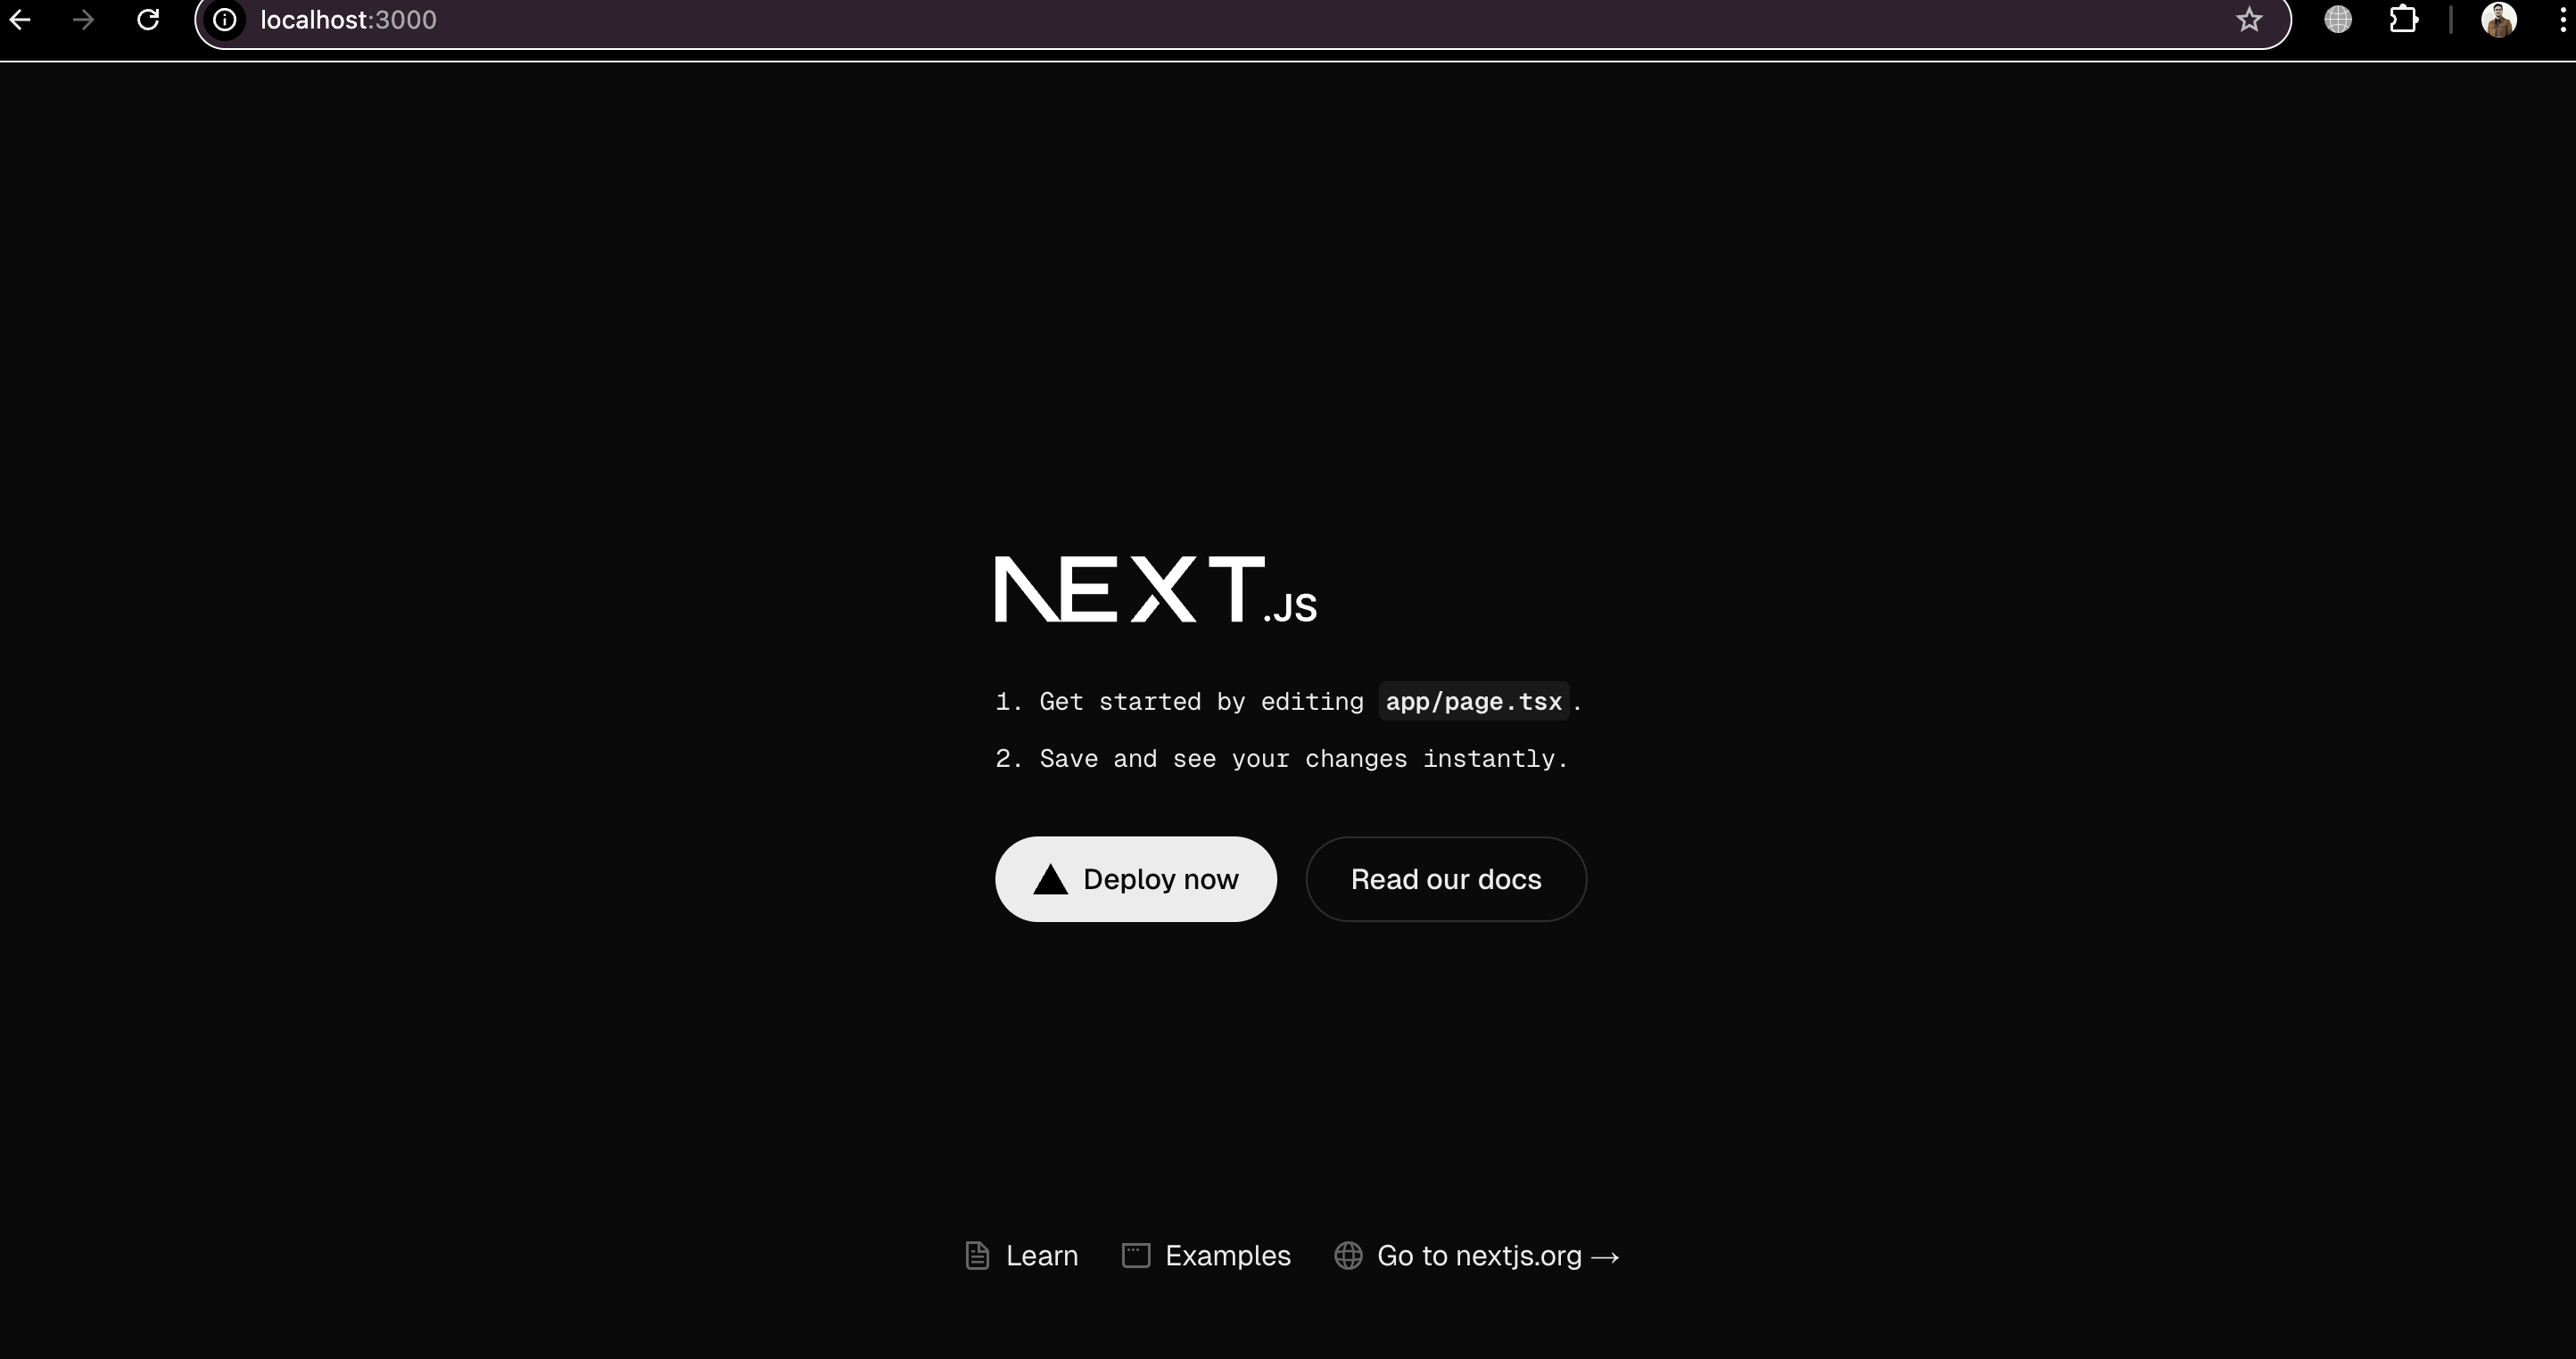 localhost:3000
NEXT.JS
1. Get started by editing app/page.tsx.
2. Save and see your changes instantly.
Deploy now Read our docs
Learn Examples Go to nextjs.org →